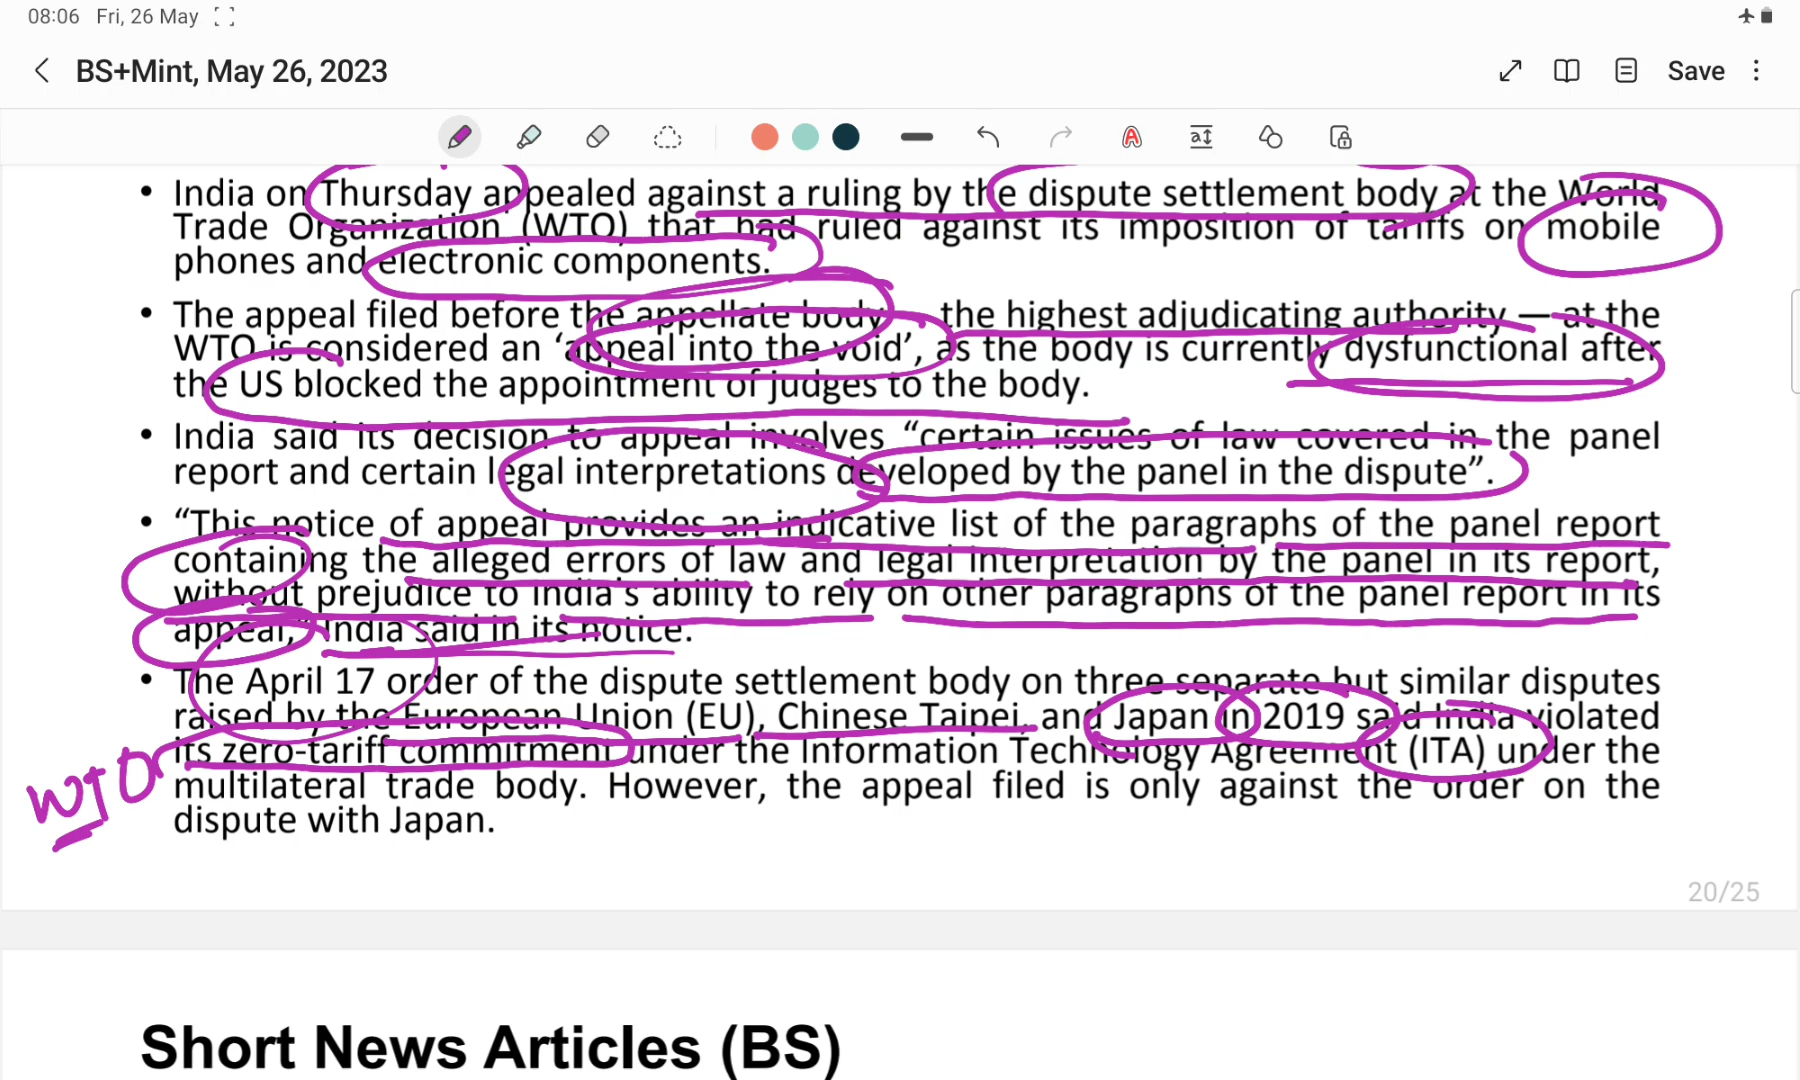 08:06 Fri, 26 May
BS+Mint, May 26, 2023
Save
• India on Thursday appealed against a ruling by the dispute settlement body at the World
Trade Organization (WTO) that had ruled against its imposition of tariffs on mobile
phones and electronic components.
• The appeal filed before the appellate body — the highest adjudicating authority — at the
WTO is considered an ‘appeal into the void’, as the body is currently dysfunctional after
the US blocked the appointment of judges to the body.
• India said its decision to appeal involves “certain issues of law covered in the panel
report and certain legal interpretations developed by the panel in the dispute”.
• “This notice of appeal provides an indicative list of the paragraphs of the panel report
containing the alleged errors of law and legal interpretation by the panel in its report,
without prejudice to India’s ability to rely on other paragraphs of the panel report in its
appeal,” India said in its notice.
• The April 17 order of the dispute settlement body on three separate but similar disputes
raised by the European Union (EU), Chinese Taipei, and Japan in 2019 said India violated
its zero-tariff commitment under the Information Technology Agreement (ITA) under the
WTO
multilateral trade body. However, the appeal filed is only against the order on the
dispute with Japan.
20/25
Short News Articles (BS)